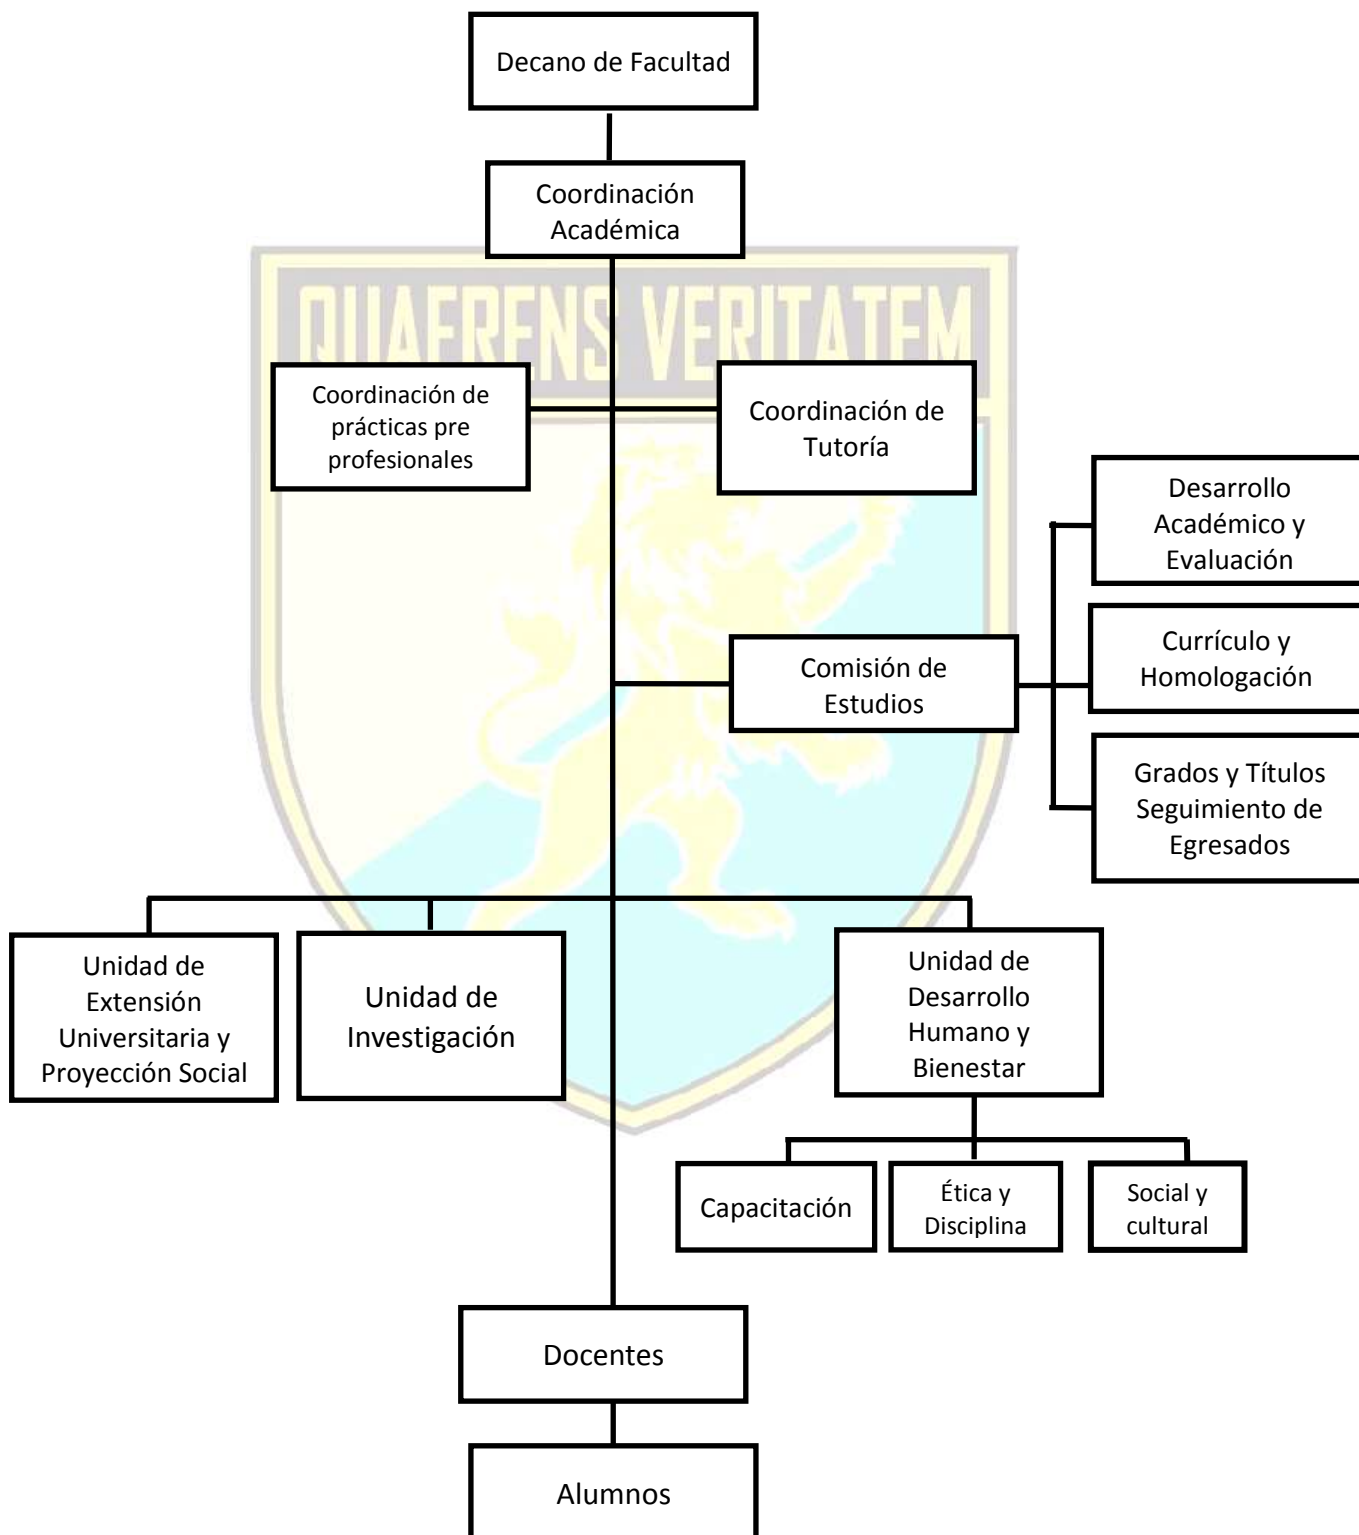 Decano de Facultad
Coordinación
Académica
QUAERENS VERITATEM
Coordinación de
prácticas pre
profesionales
Coordinación de
Tutoría
Desarrollo
Académico y
Evaluación
Comisión de
Estudios
Currículo y
Homologación
Grados y Títulos
Seguimiento de
Egresados
Unidad de
Extensión
Universitaria y
Proyección Social
Unidad de
Investigación
Unidad de
Desarrollo
Humano y
Bienestar
Capacitación
Ética y
Disciplina
Social y
cultural
Docentes
Alumnos